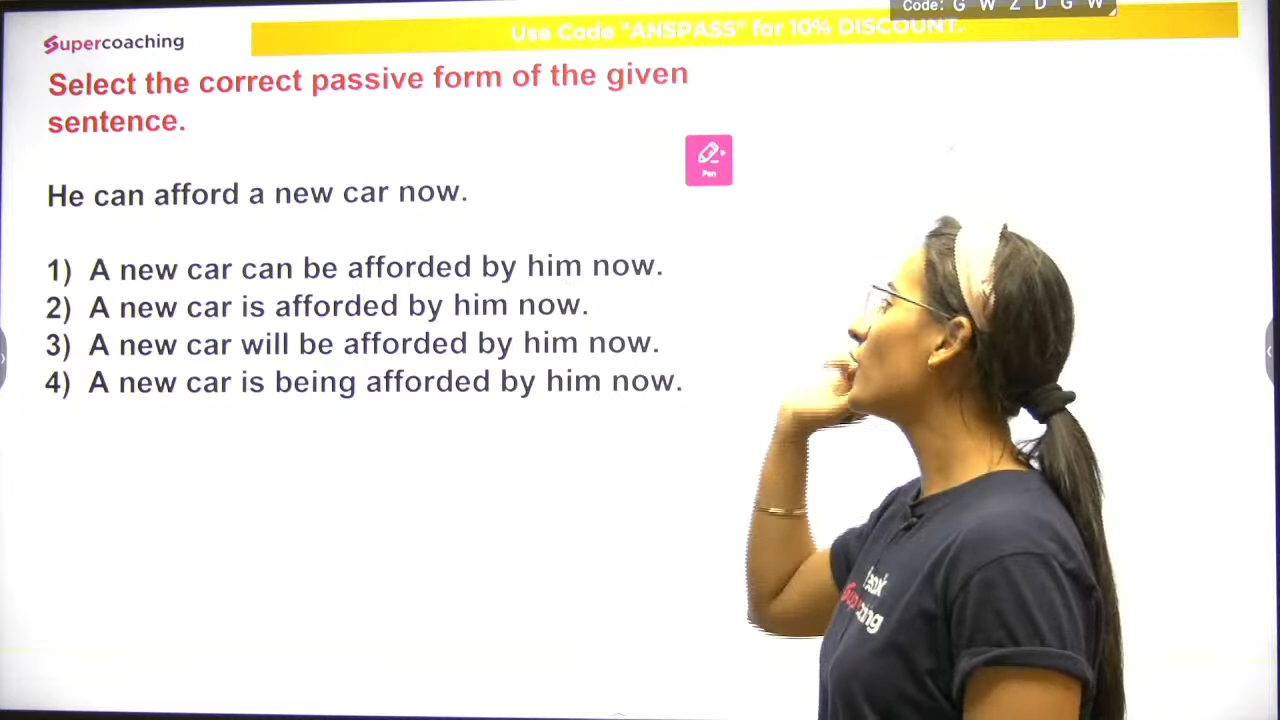 Code: G W Z D G W
Supercoaching
Use Code "ANSPASS" for 10% DISCOUNT.
Select the correct passive form of the given
sentence.
Pen
He can afford a new car now.
1) A new car can be afforded by him now.
2) A new car is afforded by him now.
3) A new car will be afforded by him now.
4) A new car is being afforded by him now.